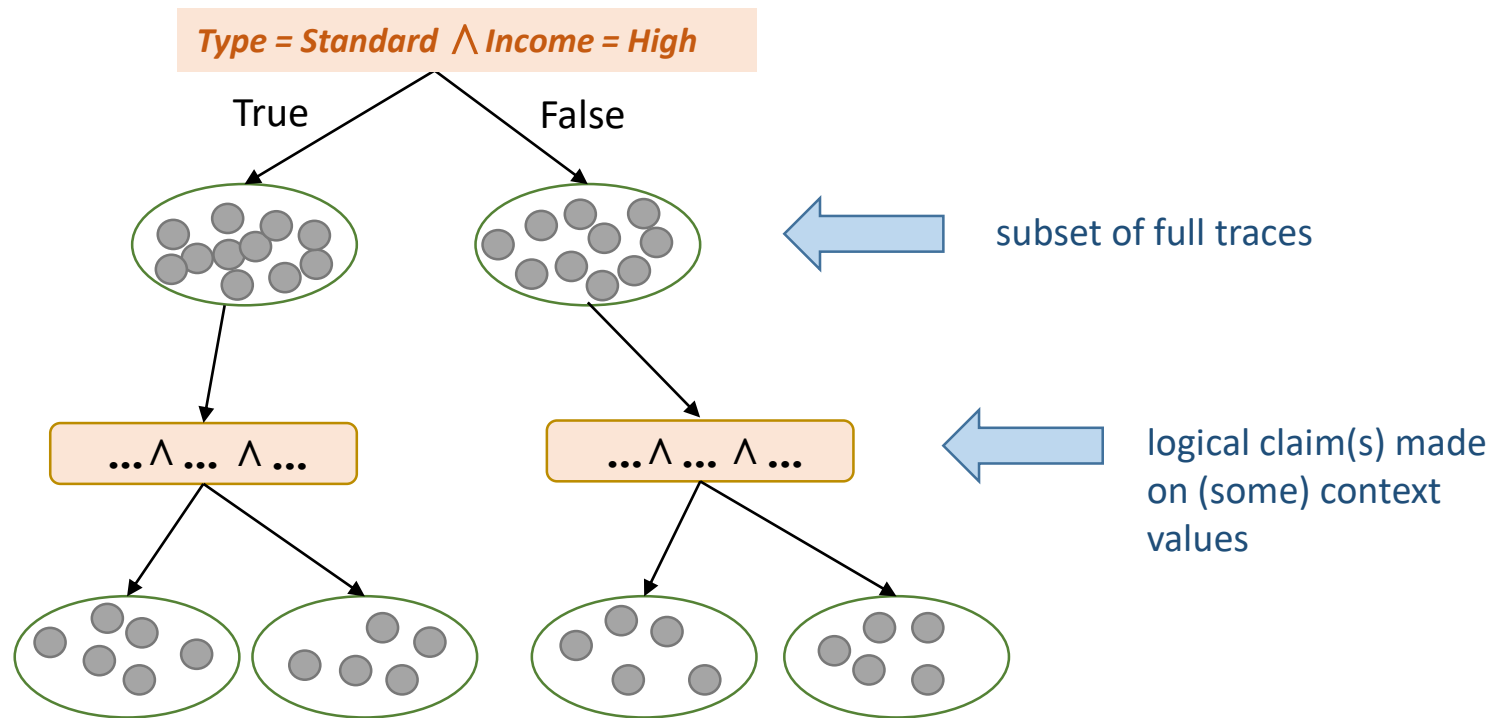 Type = Standard ∧ Income = High
True
False
subset of full traces
... ∧ ... ∧ ...
... ∧ ... ∧ ...
logical claim(s) made
on (some) context
values